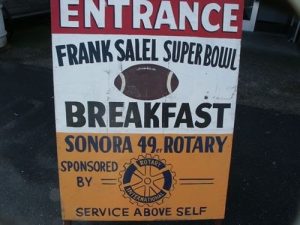 ENTRANCE
FRANK SALEL SUPER BOWL
BREAKFAST
SONORA 49ers ROTARY
SPONSORED
BY
ROTARY
INTERNATIONAL
SERVICE ABOVE SELF